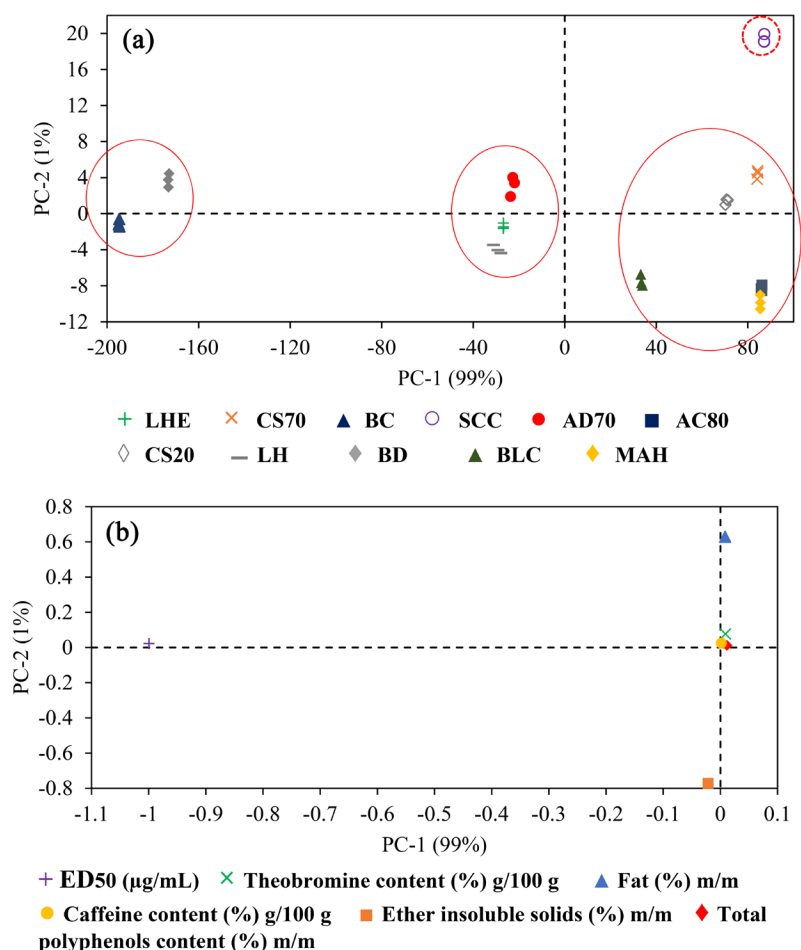 (a)
20
16
12
8
4
0
-4
-8
-12
PC-2 (1%)
-200 -160 -120 -80 -40 0 40 80
PC-1 (99%)
LHE CS70 BC SCC AD70 AC80
CS20 LH BD BLC MAH
(b)
0.8
0.6
0.4
0.2
0
-0.2
-0.4
-0.6
-0.8
PC-2 (1%)
-1.1 -1 -0.9 -0.8 -0.7 -0.6 -0.5 -0.4 -0.3 -0.2 -0.1 0 0.1
PC-1 (99%)
ED50 (µg/mL) Theobromine content (%) g/100 g Fat (%) m/m
Caffeine content (%) g/100 g Ether insoluble solids (%) m/m Total
polyphenols content (%) m/m